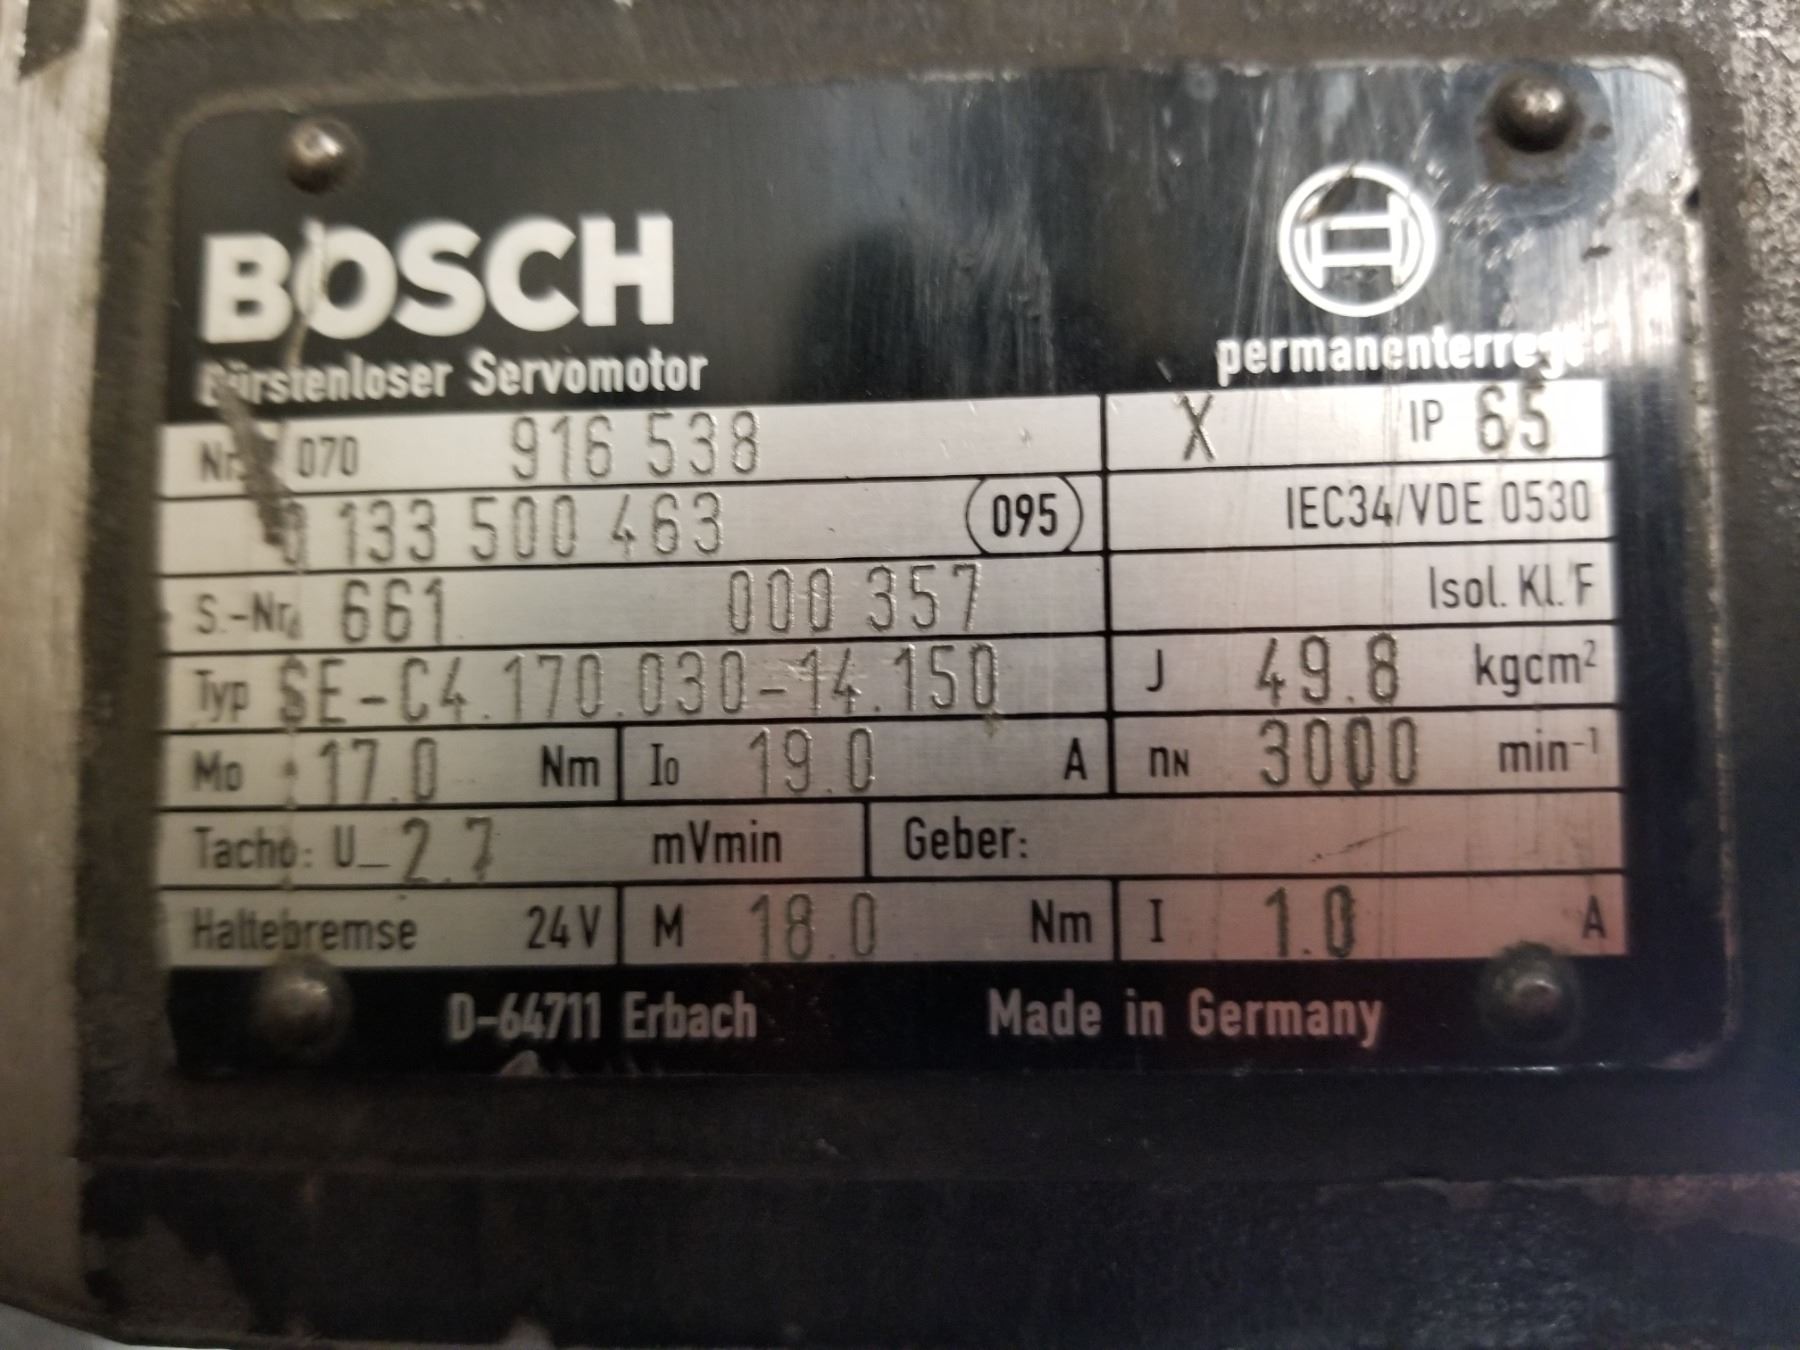 BOSCH
Bürstenloser Servomotor
permanenterreg
Nr. 070 916 538 X IP 65
0 133 500 463 095 IEC34/VDE 0530
S.-Nr. 661 000 357 Isol. Kl. F
Typ SE-C4.170.030-14.150 J 49.8 kgcm²
Mo 17.0 Nm Io 19.0 A nN 3000 min⁻¹
Tacho: U_ 2.7 mVmin Geber:
Haltebremse 24V M 18.0 Nm I 1.0 A
D-64711 Erbach Made in Germany